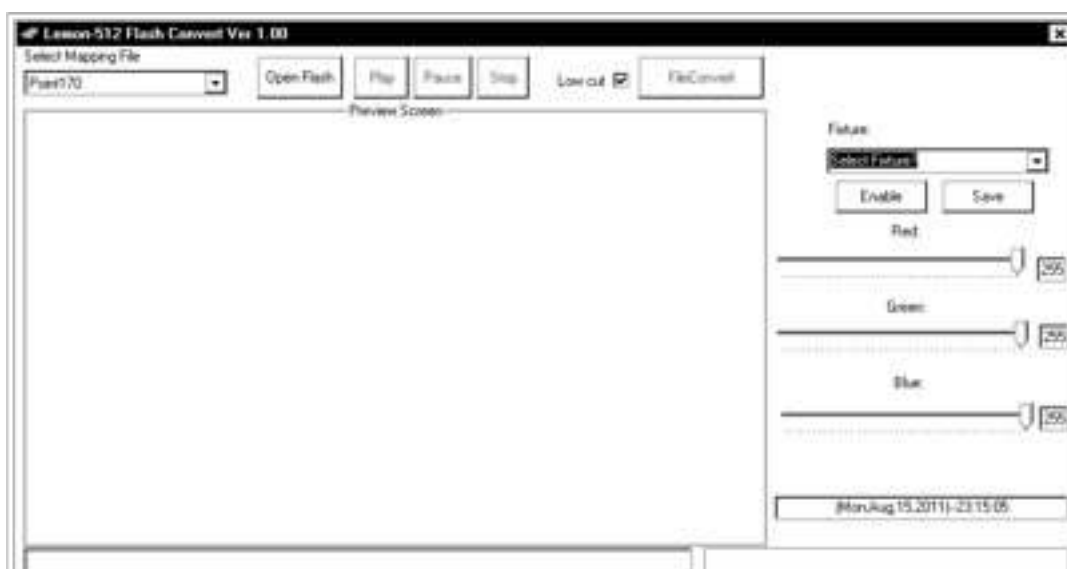 Lemon-512 Flash Convert Ver 1.00
Select Mapping File
Point170
Open Flash
Play
Pause
Stop
Low cut
FileConvert
Preview Screen
Fixture:
Select Fixture
Enable
Save
Red:
255
Green:
255
Blue:
255
(Mon,Aug,15,2011)-23:15:05